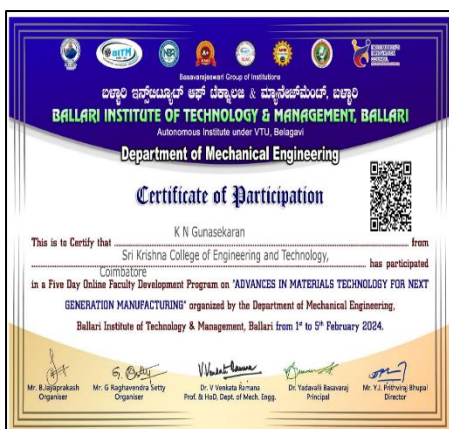 Basavarajeswari Group of Institutions
ಬಳ್ಳಾರಿ ಇನ್ಸ್‌ಟಿಟ್ಯೂಟ್ ಆಫ್ ಟೆಕ್ನಾಲಜಿ & ಮ್ಯಾನೇಜ್‌ಮೆಂಟ್, ಬಳ್ಳಾರಿ
BALLARI INSTITUTE OF TECHNOLOGY & MANAGEMENT, BALLARI
Autonomous Institute under VTU, Belagavi
Department of Mechanical Engineering
Certificate of Participation
K N Gunasekaran
This is to Certify that from
Sri Krishna College of Engineering and Technology,
has participated
Coimbatore
in a Five Day Online Faculty Development Program on "ADVANCES IN MATERIALS TECHNOLOGY FOR NEXT
GENERATION MANUFACTURING" organized by the Department of Mechanical Engineering,
Ballari Institute of Technology & Management, Ballari from 1st to 5th February 2024.
Mr. B.Jayaprakash Mr. G Raghavendra Setty Dr. V Venkata Ramana Dr. Yadavalli Basavaraj Mr. Y.J. Prithviraj Bhupal
Organiser Organiser Prof. & HoD, Dept. of Mech. Engg. Principal Director